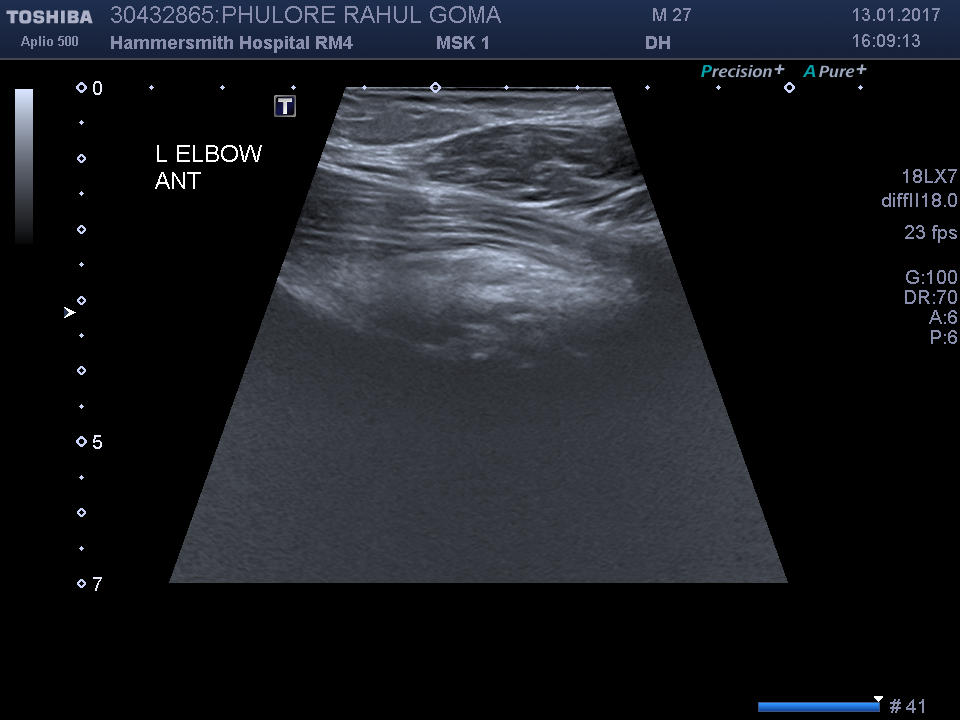 TOSHIBA 30432865:PHULORE RAHUL GOMA M 27 13.01.2017
Aplio 500 Hammersmith Hospital RM4 MSK 1 DH 16:09:13
Precision+ A Pure+
0
T
L ELBOW
ANT
18LX7
diffII18.0
23 fps
G:100
DR:70
A:6
P:6
5
7
#41